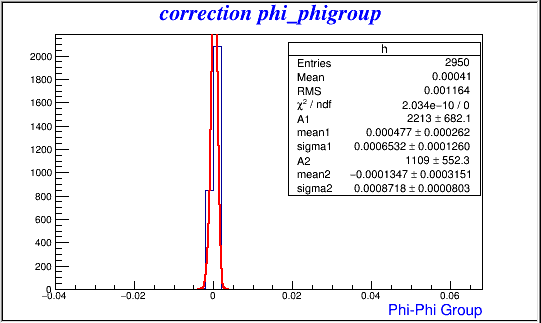 correction phi_phigroup
h
Entries 2950
Mean 0.00041
RMS 0.001164
χ² / ndf 2.034e−10 / 0
A1 2213 ± 682.1
mean1 0.000477 ± 0.000262
sigma1 0.0006532 ± 0.0001260
A2 1109 ± 552.3
mean2 −0.0001347 ± 0.0003151
sigma2 0.0008718 ± 0.0000803
2000
1800
1600
1400
1200
1000
800
600
400
200
0
−0.04 −0.02 0 0.02 0.04 0.06
Phi-Phi Group